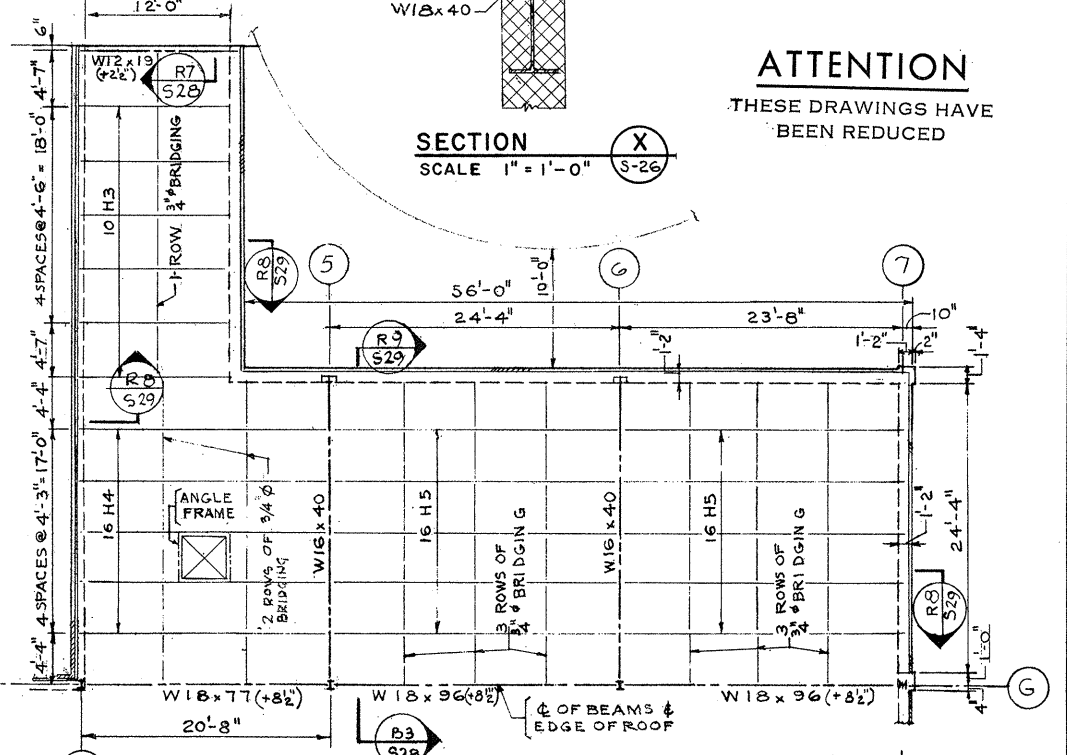 12'-0"
W18x40
6"
W12x19
(+2'2")
R7
S28
4'-7"
4 SPACES @ 4'-6" = 18'-0"
10 H3
1-ROW 3/4" ϕ BRIDGING
ATTENTION
THESE DRAWINGS HAVE
BEEN REDUCED
SECTION
SCALE 1" = 1'-0"
X
S-26
R8
S29
5
6
7
10'-0"
56'-0"
24'-4"
23'-8"
10"
1'-2"
2"
1'-4"
R9
S29
1'-2"
4'-7"
R8
S29
4'-4"
4 SPACES @ 4'-3" = 17'-0"
4'-4"
16 H4
ANGLE
FRAME
2 ROWS OF 3/4 ϕ
BRIDGING
W16x40
16 H5
3 ROWS OF
3/4" ϕ BRIDGING
W16x40
16 H5
3 ROWS OF
3/4" ϕ BRIDGING
1'-2"
24'-4"
R8
S29
1'-0"
4"
G
W18x77 (+8½")
W18x96 (+8½")
W18x96 (+8½")
20'-8"
℄ OF BEAMS ⊄
EDGE OF ROOF
B3
S28